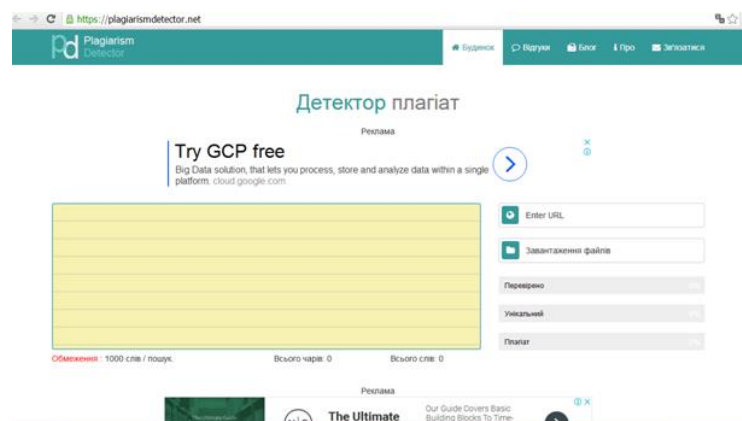 https://plagiarismdetector.net
pd Plagiarism
Detector
Будинок Відгуки Блог Про Зв'язатися
Детектор плагіат
Реклама
Try GCP free
Big Data solution, that lets you process, store and analyze data within a single
platform. cloud.google.com
Enter URL
Завантаження файлів
Перевірено
Унікальний
Плагіат
Обмеження : 1000 слів / пошук. Всього чарів: 0 Всього слів: 0
Реклама
The Ultimate
Our Guide Covers Basic
Building Blocks To Time-